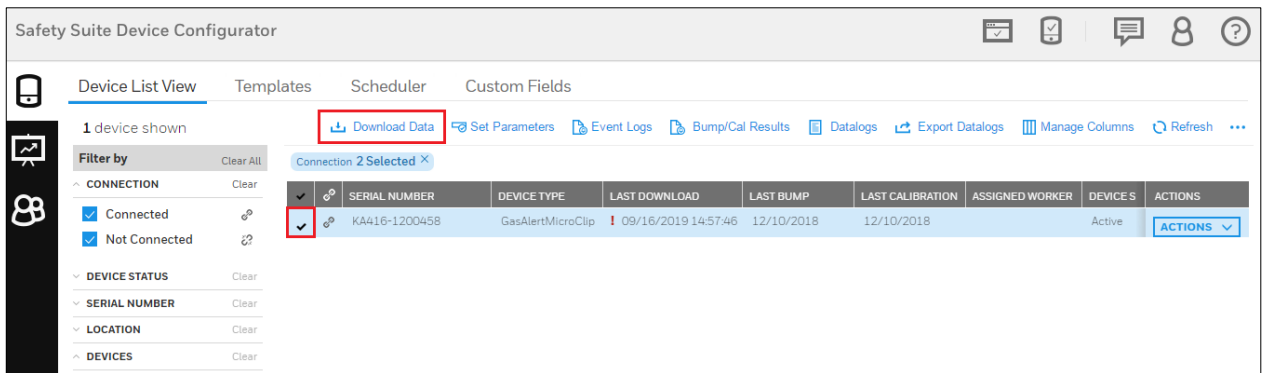 Safety Suite Device Configurator
Device List View Templates Scheduler Custom Fields
1 device shown
Download Data Set Parameters Event Logs Bump/Cal Results Datalogs Export Datalogs Manage Columns Refresh
Filter by Clear All
Connection 2 Selected ×
CONNECTION Clear
Connected
Not Connected
DEVICE STATUS Clear
SERIAL NUMBER Clear
LOCATION Clear
DEVICES Clear
SERIAL NUMBER DEVICE TYPE LAST DOWNLOAD LAST BUMP LAST CALIBRATION ASSIGNED WORKER DEVICE S ACTIONS
KA416-1200458 GasAlertMicroClip ! 09/16/2019 14:57:46 12/10/2018 12/10/2018 Active ACTIONS